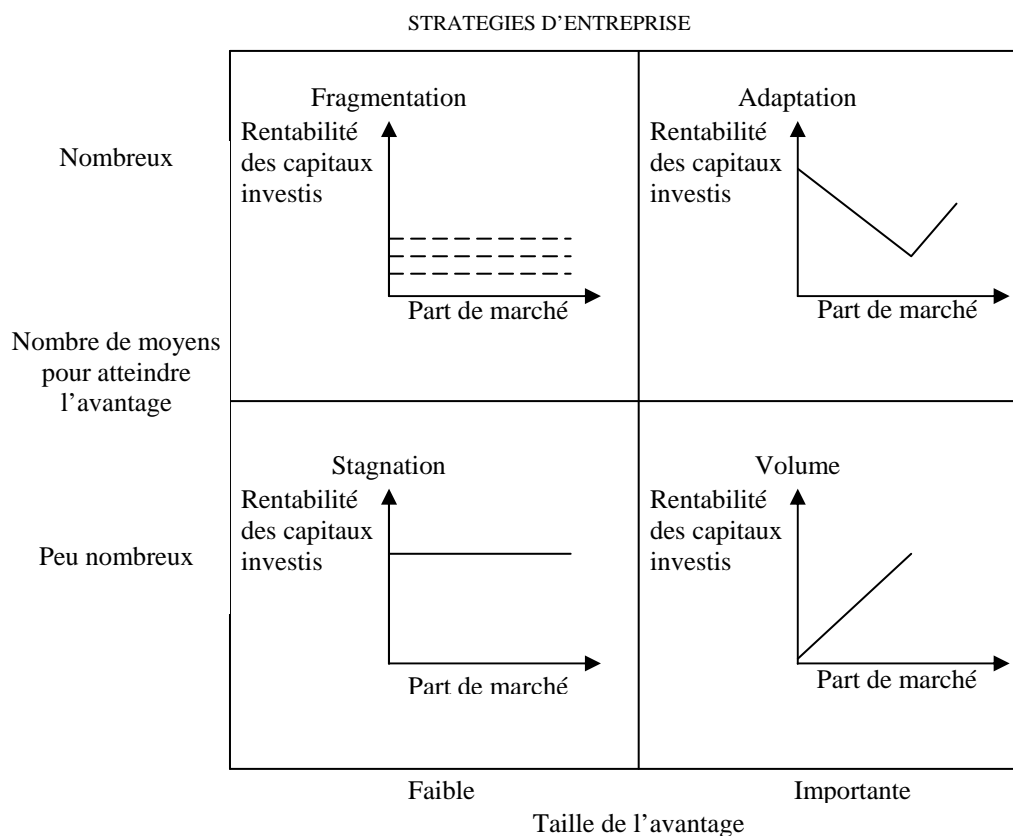 STRATEGIES D’ENTREPRISE
Fragmentation
Rentabilité
des capitaux
investis
Part de marché
Adaptation
Rentabilité
des capitaux
investis
Part de marché
Nombreux
Nombre de moyens
pour atteindre
l’avantage
Stagnation
Rentabilité
des capitaux
investis
Part de marché
Volume
Rentabilité
des capitaux
investis
Part de marché
Peu nombreux
Faible
Importante
Taille de l’avantage